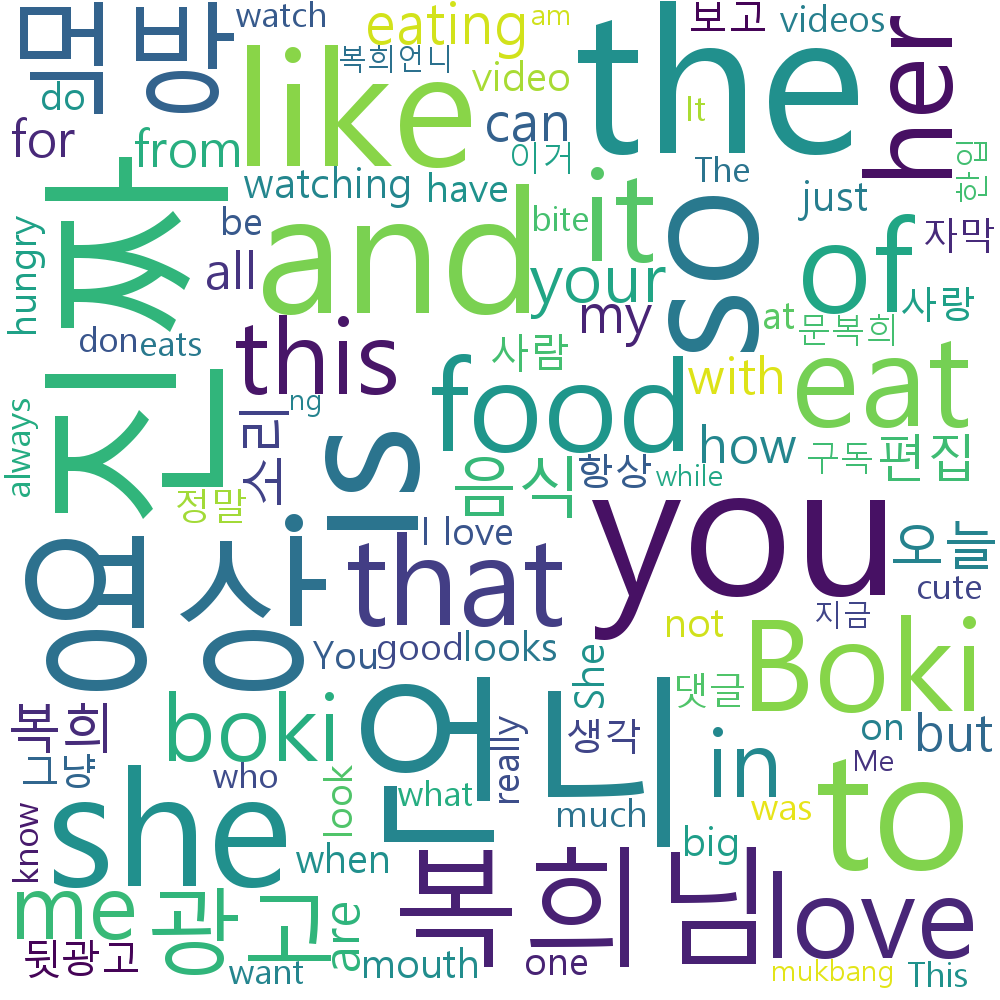 먹방
watch
eating
am
보고
videos
like
the
her
복희언니
video
do
It
for
from
can
이거
한입
watching
have
The
just
진짜
be
and
bite
it
so
of
자막
hungry
all
your
my
사랑
don
eats
this
at
문복희
사람
with
eat
always
ng
food
소리
is
how
구독
편집
정말
음식
항상
while
영상
I love
you
오늘
that
cute
지금
not
You
good
looks
She
댓글
Boki
복희
boki
언니
생각
in
on
but
그냥
who
look
what
really
Me
she
much
was
to
know
when
big
me
광고
are
복희님
love
뒷광고
want
mouth
one
mukbang
This